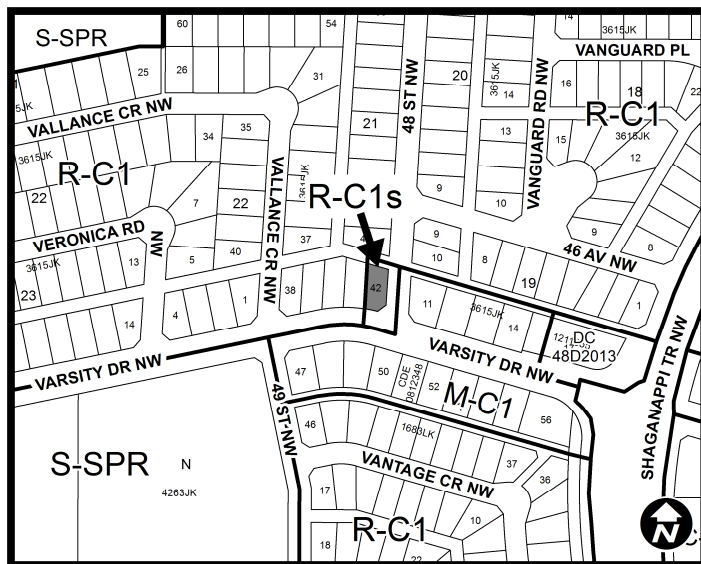 60
54
14
3615JK
S-SPR
VANGUARD PL
25
26
31
20
3615JK
14
16
18
22
VALLANCE CR NW
48 ST NW
VANGUARD RD NW
R-C1
21
34
35
13
15
3615JK
12
3615JK
R-C1
22
7
22
R-C1s
9
10
VALLANCE CR NW
VERONICA RD
NW
37
9
9
46 AV NW
3615JK
13
5
40
10
8
23
38
42
19
1
4
1
11
3615JK
14
14
DC
48D2013
VARSITY DR NW
VARSITY DR NW
47
50
CDE
0812348
52
M-C1
56
49 ST NW
SHAGANAPPI TR NW
46
1683LK
S-SPR
N
4263JK
VANTAGE CR NW
37
36
17
10
R-C1
18
22
N